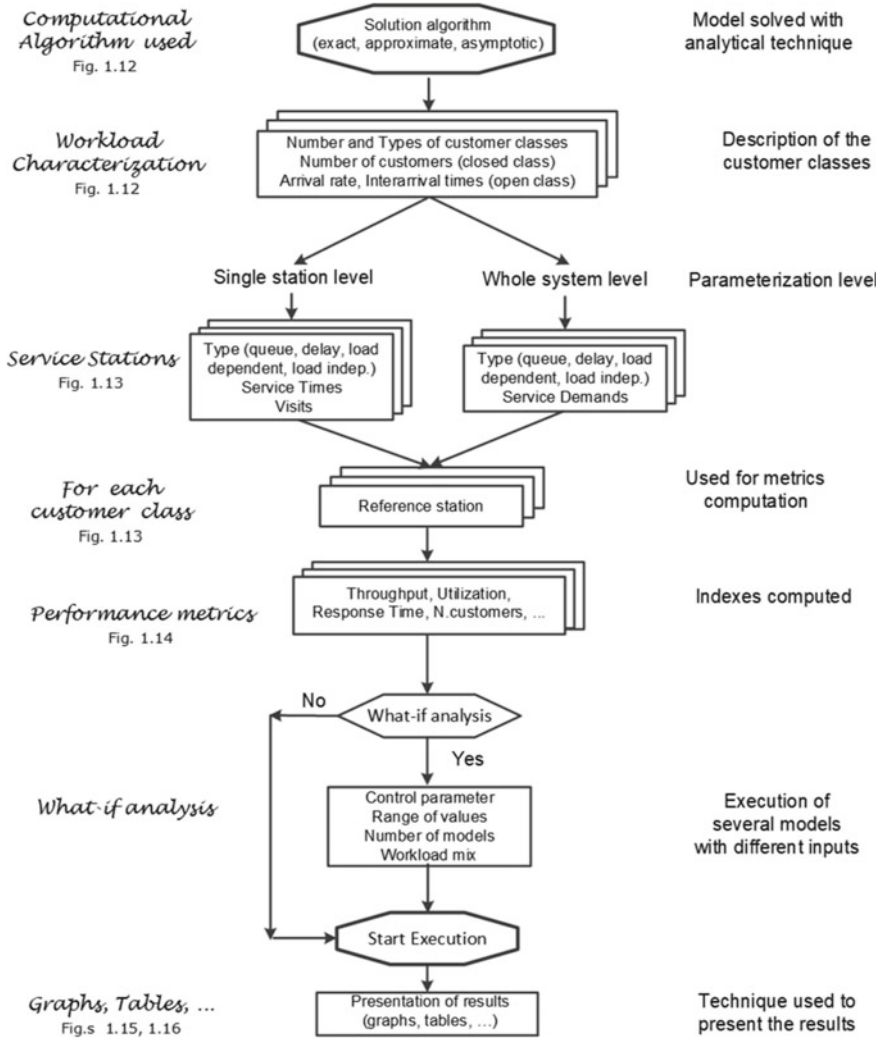 Computational
Algorithm used
Fig. 1.12
Solution algorithm
(exact, approximate, asymptotic)
Model solved with
analytical technique
Workload
Characterization
Fig. 1.12
Number and Types of customer classes
Number of customers (closed class)
Arrival rate, Interarrival times (open class)
Description of the
customer classes
Single station level
Whole system level
Parameterization level
Service Stations
Fig. 1.13
Type (queue, delay, load
dependent, load indep.)
Service Times
Visits
Type (queue, delay, load
dependent, load indep.)
Service Demands
For each
customer class
Fig. 1.13
Reference station
Used for metrics
computation
Performance metrics
Fig. 1.14
Throughput, Utilization,
Response Time, N.customers, ...
Indexes computed
No
What-if analysis
Yes
What-if analysis
Control parameter
Range of values
Number of models
Workload mix
Execution of
several models
with different inputs
Start Execution
Graphs, Tables, ...
Fig.s 1.15, 1.16
Presentation of results
(graphs, tables, ...)
Technique used to
present the results